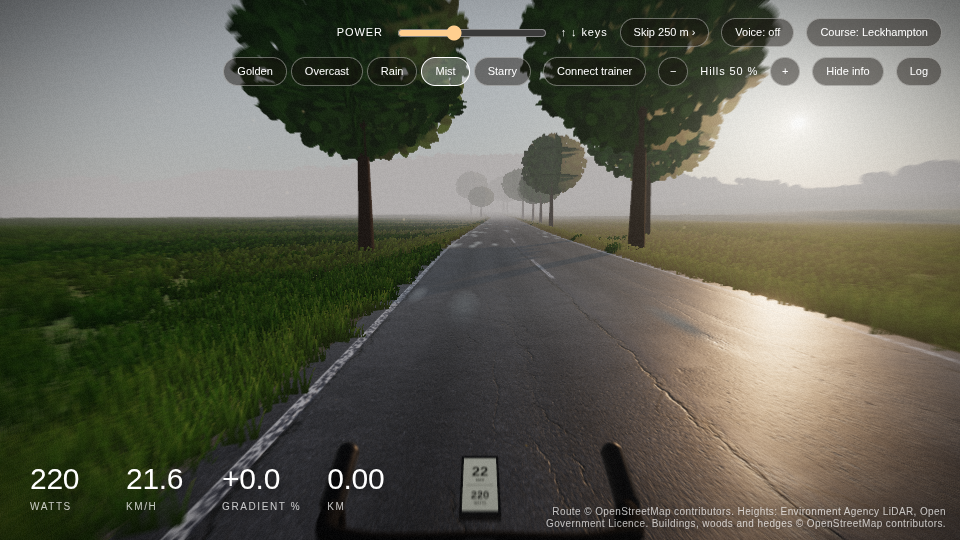 POWER ↑ ↓ keys Skip 250 m › Voice: off Course: Leckhampton
Golden Overcast Rain Mist Starry Connect trainer − Hills 50 % + Hide info Log
22
220
220 21.6 +0.0 0.00
WATTS KM/H GRADIENT % KM
Route © OpenStreetMap contributors. Heights: Environment Agency LiDAR, Open
Government Licence. Buildings, woods and hedges © OpenStreetMap contributors.